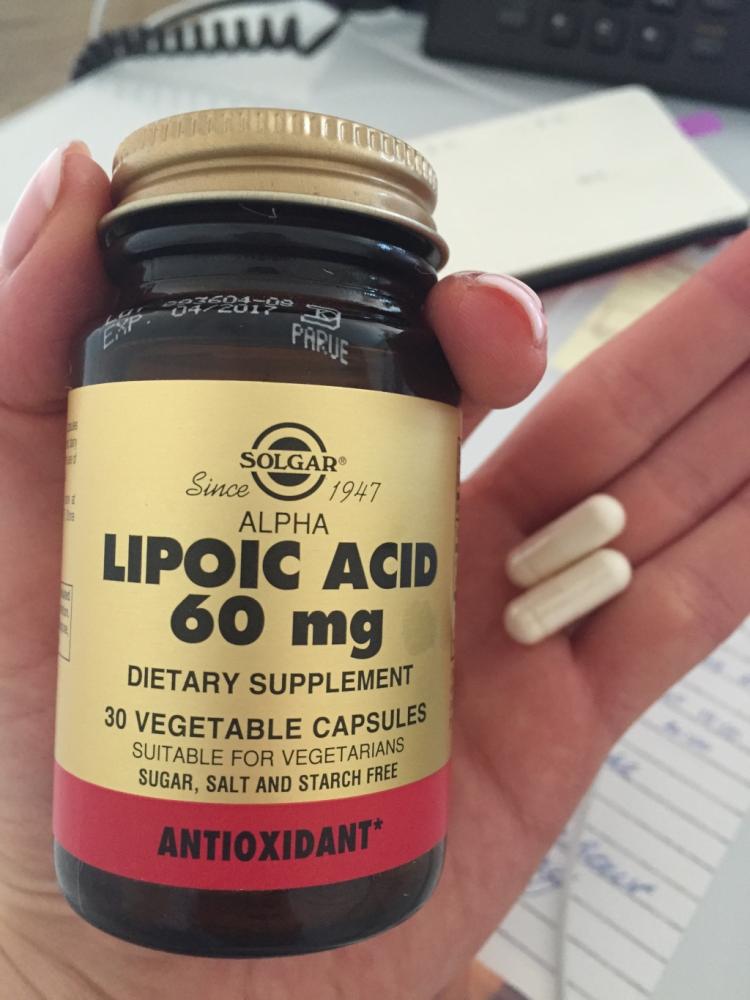 EXP. 04/2017
PARVE
SOLGAR®
Since 1947
ALPHA
LIPOIC ACID
60 mg
DIETARY SUPPLEMENT
30 VEGETABLE CAPSULES
SUITABLE FOR VEGETARIANS
SUGAR, SALT AND STARCH FREE
ANTIOXIDANT*